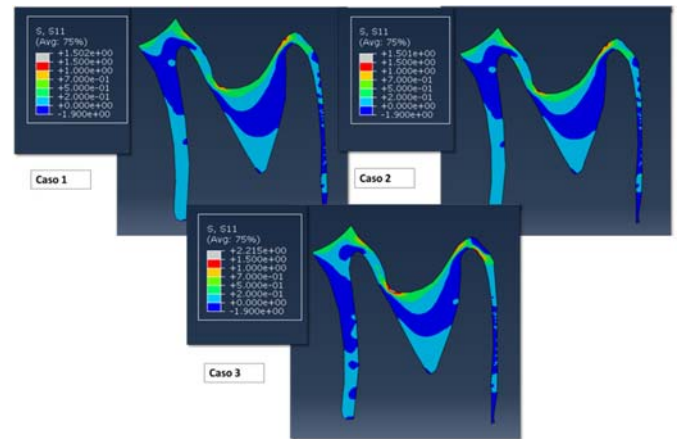 S, S11
(Avg: 75%)
+1.502e+00
+1.500e+00
+1.000e+00
+7.000e-01
+5.000e-01
+2.000e-01
+0.000e+00
-1.900e+00
Caso 1
S, S11
(Avg: 75%)
+1.501e+00
+1.500e+00
+1.000e+00
+7.000e-01
+5.000e-01
+2.000e-01
+0.000e+00
-1.900e+00
Caso 2
S, S11
(Avg: 75%)
+2.215e+00
+1.500e+00
+1.000e+00
+7.000e-01
+5.000e-01
+2.000e-01
+0.000e+00
-1.900e+00
Caso 3